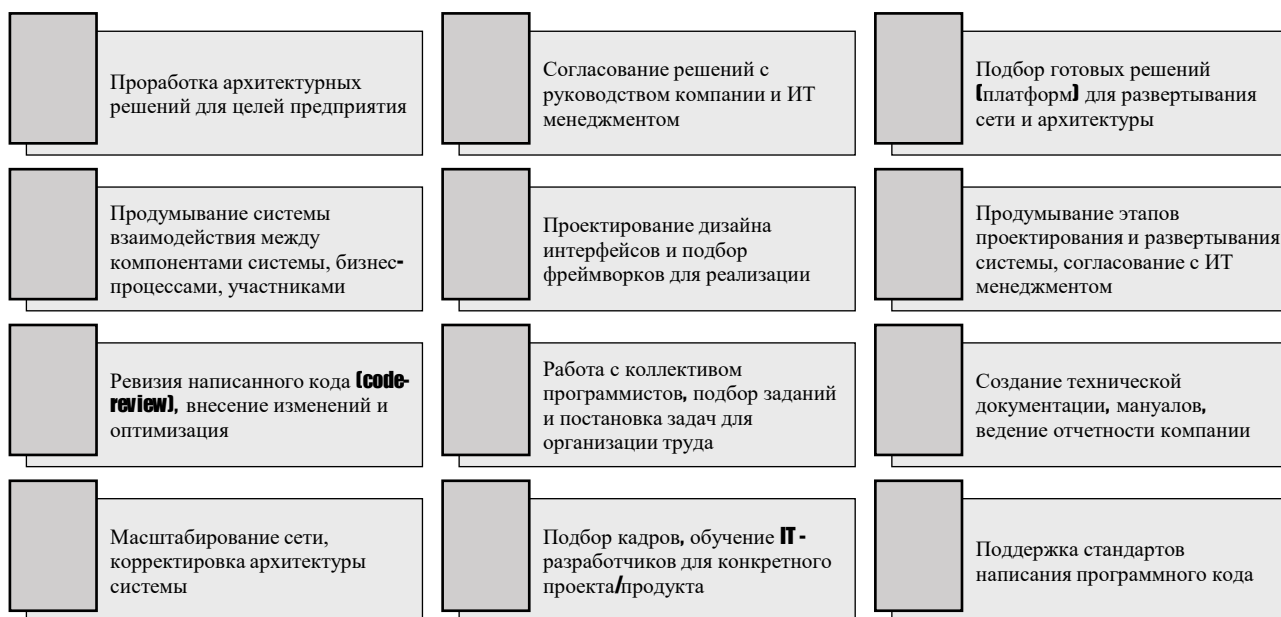 Проработка архитектурных
решений для целей предприятия
Согласование решений с
руководством компании и ИТ
менеджментом
Подбор готовых решений
(платформ) для развертывания
сети и архитектуры
Продумывание системы
взаимодействия между
компонентами системы, бизнес-
процессами, участниками
Проектирование дизайна
интерфейсов и подбор
фреймворков для реализации
Продумывание этапов
проектирования и развертывания
системы, согласование с ИТ
менеджментом
Ревизия написанного кода (code-
review), внесение изменений и
оптимизация
Работа с коллективом
программистов, подбор заданий
и постановка задач для
организации труда
Создание технической
документации, мануалов,
ведение отчетности компании
Масштабирование сети,
корректировка архитектуры
системы
Подбор кадров, обучение IT -
разработчиков для конкретного
проекта/продукта
Поддержка стандартов
написания программного кода